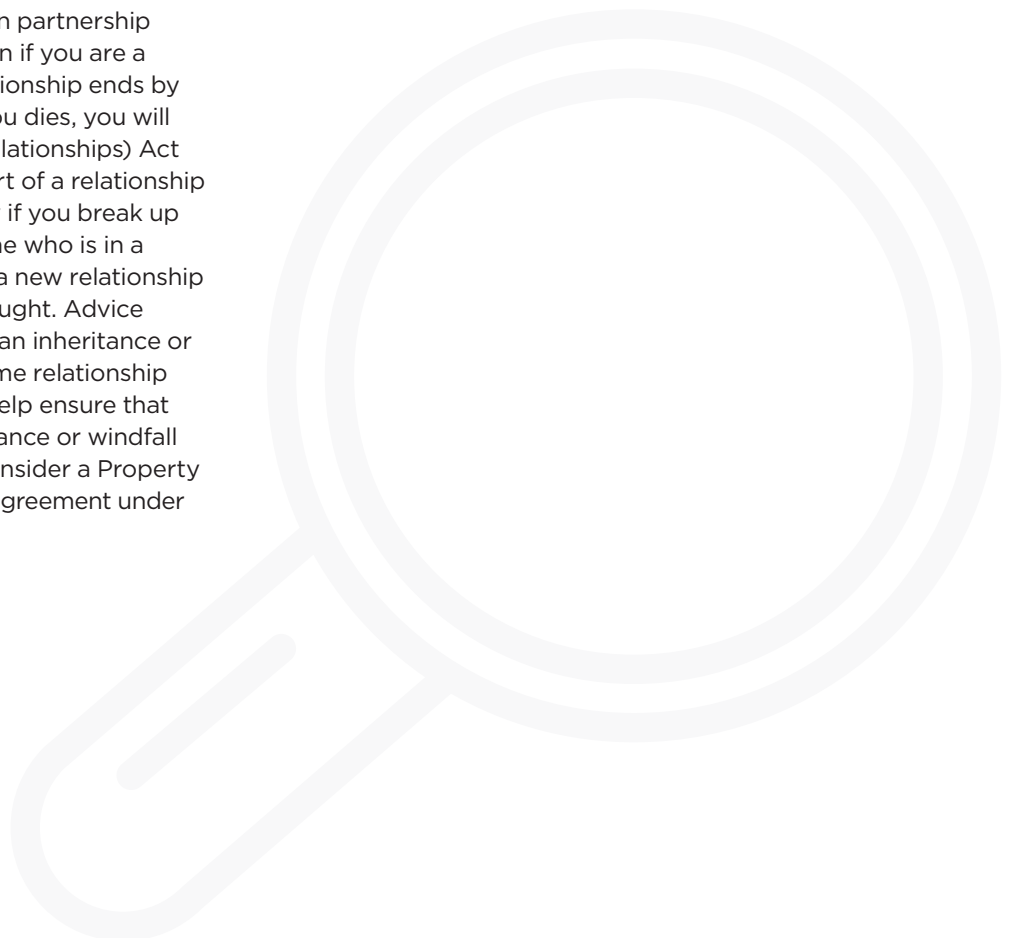 n partnership
n if you are a
ionship ends by
ou dies, you will
lationships) Act
rt of a relationship
if you break up
ne who is in a
a new relationship
ught. Advice
an inheritance or
me relationship
elp ensure that
ance or windfall
nsider a Property
greement under